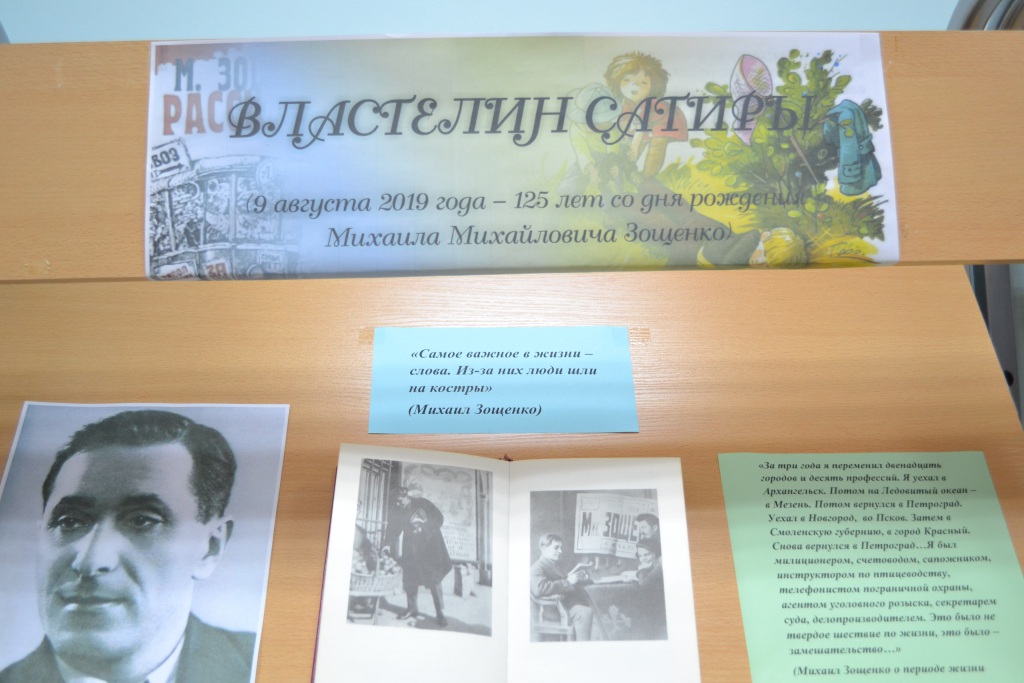 М. ЗОЩ
РАССК
ВЛАСТЕЛИН САТИРЫ
(9 августа 2019 года – 125 лет со дня рождения
Михаила Михайловича Зощенко)
«Самое важное в жизни –
слова. Из-за них люди шли
на костры»
(Михаил Зощенко)
М. ЗОЩЕ
«За три года я переменил двенадцать
городов и десять профессий. Я уехал в
Архангельск. Потом на Ледовитый океан –
в Мезень. Потом вернулся в Петроград.
Уехал в Новгород, во Псков. Затем в
Смоленскую губернию, в город Красный.
Снова вернулся в Петроград…Я был
милиционером, счетоводом, сапожником,
инструктором по птицеводству,
телефонистом пограничной охраны,
агентом уголовного розыска, секретарем
суда, делопроизводителем. Это было не
твердое шествие по жизни, это было –
замешательство…»
(Михаил Зощенко о периоде жизни